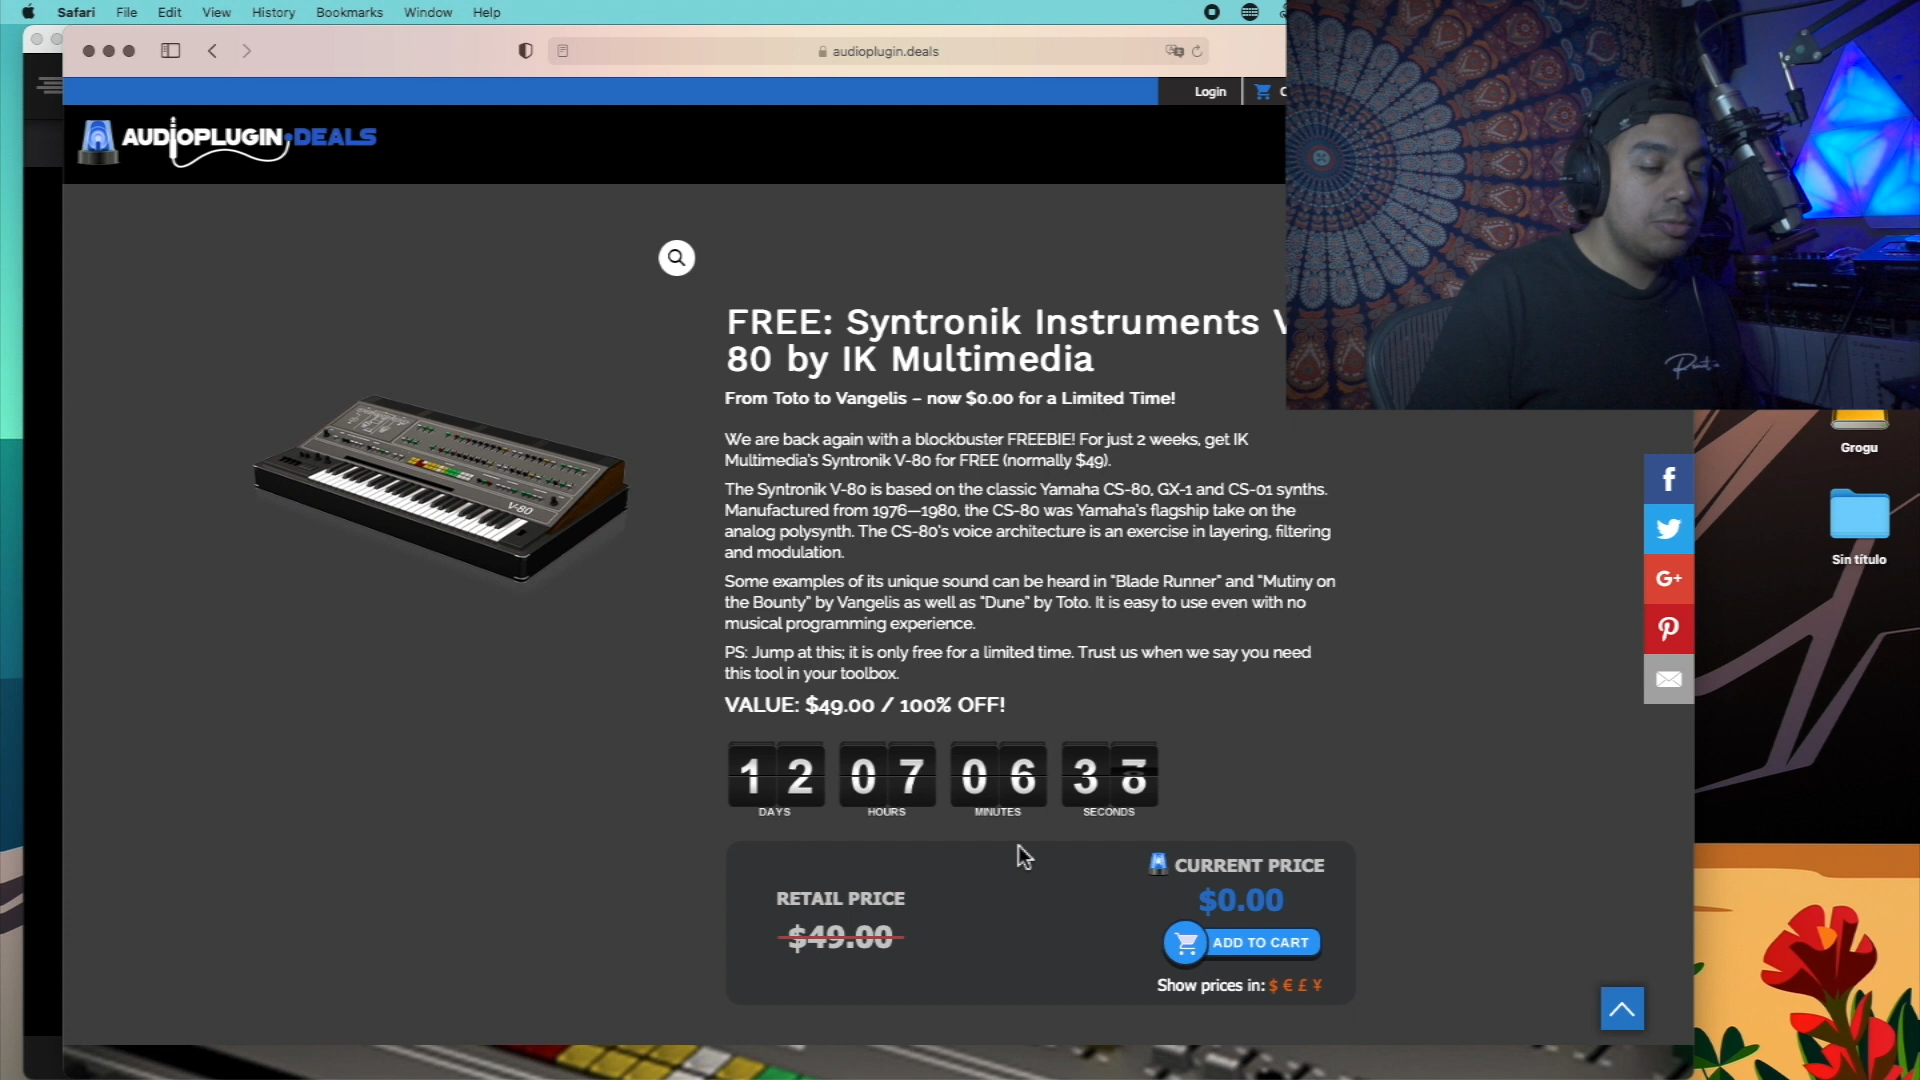 Safari File Edit View History Bookmarks Window Help
audioplugin.deals
Login
AUDIOPLUGIN.DEALS
FREE: Syntronik Instruments V
80 by IK Multimedia
From Toto to Vangelis – now $0.00 for a Limited Time!
We are back again with a blockbuster FREEBIE! For just 2 weeks, get IK
Multimedia's Syntronik V-80 for FREE (normally $49).
The Syntronik V-80 is based on the classic Yamaha CS-80, GX-1 and CS-01 synths.
Manufactured from 1976—1980, the CS-80 was Yamaha's flagship take on the
analog polysynth. The CS-80's voice architecture is an exercise in layering, filtering
and modulation.
Some examples of its unique sound can be heard in "Blade Runner" and "Mutiny on
the Bounty" by Vangelis as well as "Dune" by Toto. It is easy to use even with no
musical programming experience.
PS: Jump at this; it is only free for a limited time. Trust us when we say you need
this tool in your toolbox.
VALUE: $49.00 / 100% OFF!
12 07 06
DAYS HOURS MINUTES SECONDS
RETAIL PRICE
$49.00
CURRENT PRICE
$0.00
ADD TO CART
Show prices in: $ € £ ¥
V-80
Grogu
Sin título
f
G+